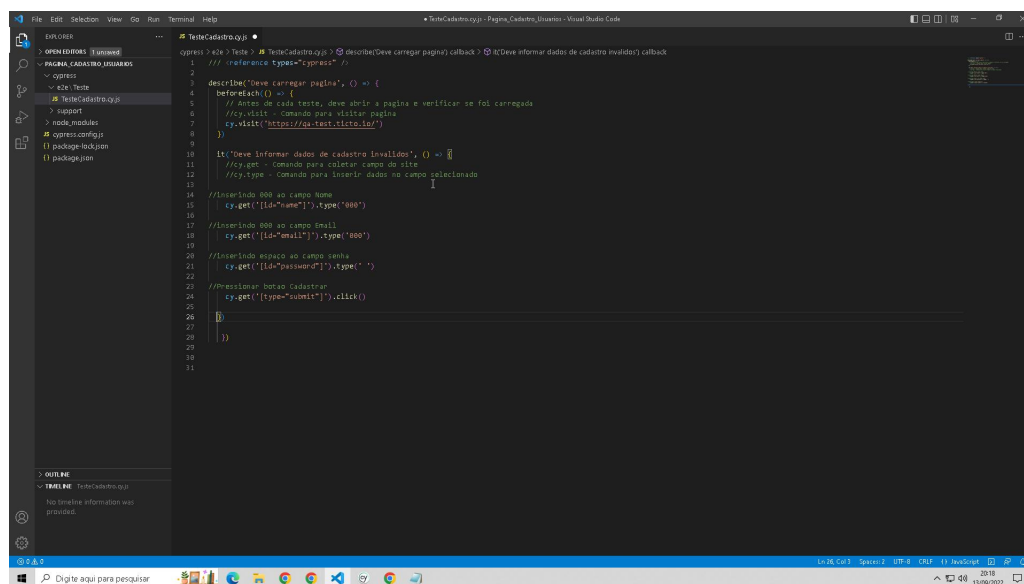 File Edit Selection View Go Run Terminal Help
● TesteCadastro.cy.js - Pagina_Cadastro_Usuarios - Visual Studio Code
EXPLORER
OPEN EDITORS 1 unsaved
PAGINA_CADASTRO_USUARIOS
cypress
e2e \ Teste
JS TesteCadastro.cy.js
support
node_modules
JS cypress.config.js
{} package-lock.json
{} package.json
OUTLINE
TIMELINE TesteCadastro.cy.js
No timeline information was
provided.
JS TesteCadastro.cy.js ●
cypress > e2e > Teste > JS TesteCadastro.cy.js > describe('Deve carregar pagina') callback > it('Deve informar dados de cadastro invalidos') callback
1 /// <reference types="cypress" />
2
3 describe('Deve carregar pagina', () => {
4 beforeEach(() => {
5 // Antes de cada teste, deve abrir a pagina e verificar se foi carregada
6 //cy.visit - Comando para visitar pagina
7 cy.visit('https://qa-test.ticto.io/')
8 })
9
10 it('Deve informar dados de cadastro invalidos', () => {
11 //cy.get - Comando para coletar campo do site
12 //cy.type - Comando para inserir dados no campo selecionado
13
14 //inserindo 000 ao campo Nome
15 cy.get('[id="name"]').type('000')
16
17 //inserindo 000 ao campo Email
18 cy.get('[id="email"]').type('000')
19
20 //inserindo espaço ao campo senha
21 cy.get('[id="password"]').type(' ')
22
23 //Pressionar botao Cadastrar
24 cy.get('[type="submit"]').click()
25
26 })
27
28 })
29
30
31
0 0
Ln 26, Col 3 Spaces: 2 UTF-8 CRLF {} JavaScript
Digite aqui para pesquisar
20:18
13/09/2022